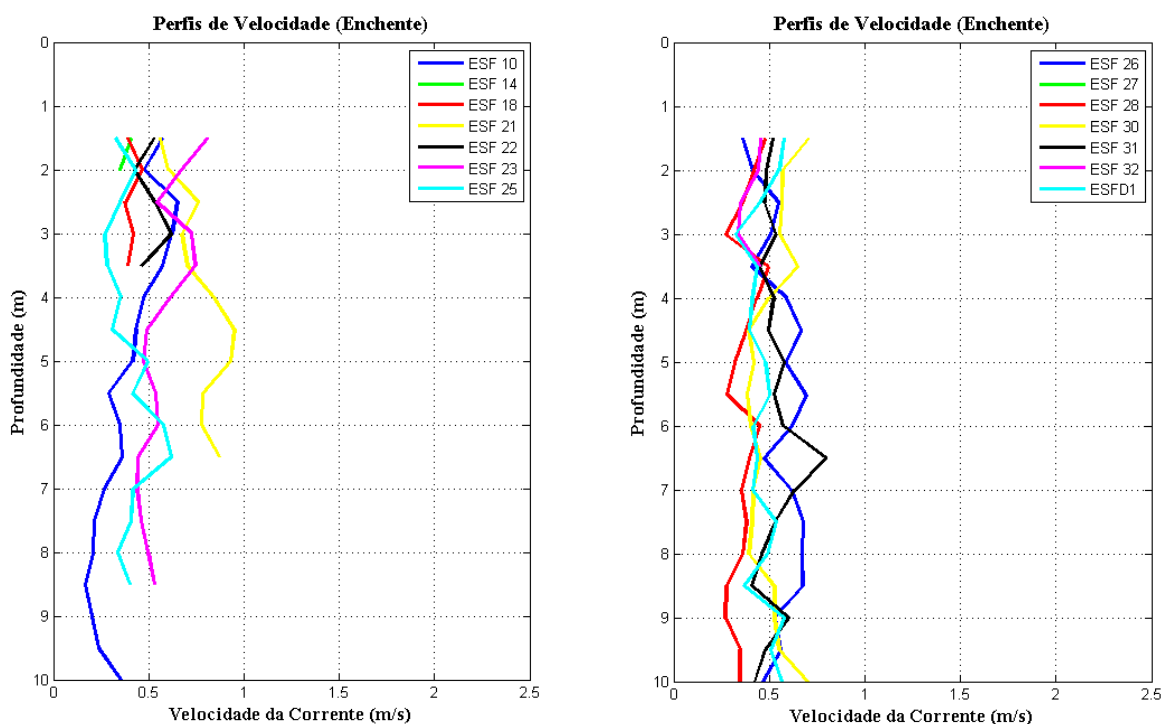 Perfis de Velocidade (Enchente)
0
1
2
3
4
5
6
7
8
9
10
Profundidade (m)
ESF 10
ESF 14
ESF 18
ESF 21
ESF 22
ESF 23
ESF 25
0 0.5 1 1.5 2 2.5
Velocidade da Corrente (m/s)
Perfis de Velocidade (Enchente)
0
1
2
3
4
5
6
7
8
9
10
Profundidade (m)
ESF 26
ESF 27
ESF 28
ESF 30
ESF 31
ESF 32
ESFD1
0 0.5 1 1.5 2 2.5
Velocidade da Corrente (m/s)